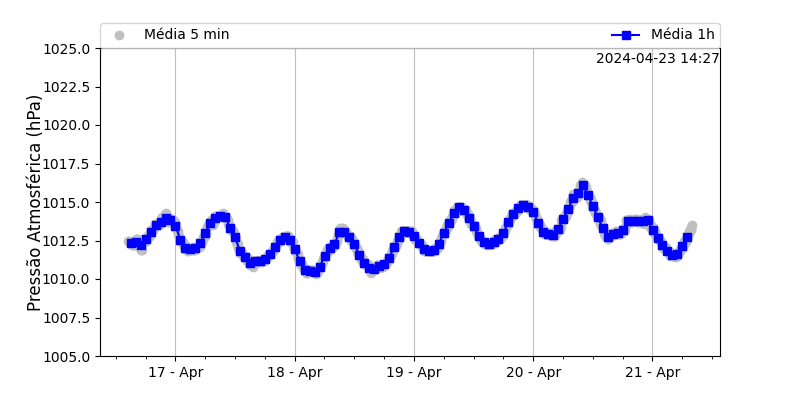 Média 5 min
Média 1h
2024-04-23 14:27
Pressão Atmosférica (hPa)
1025.0
1022.5
1020.0
1017.5
1015.0
1012.5
1010.0
1007.5
1005.0
17 - Apr
18 - Apr
19 - Apr
20 - Apr
21 - Apr